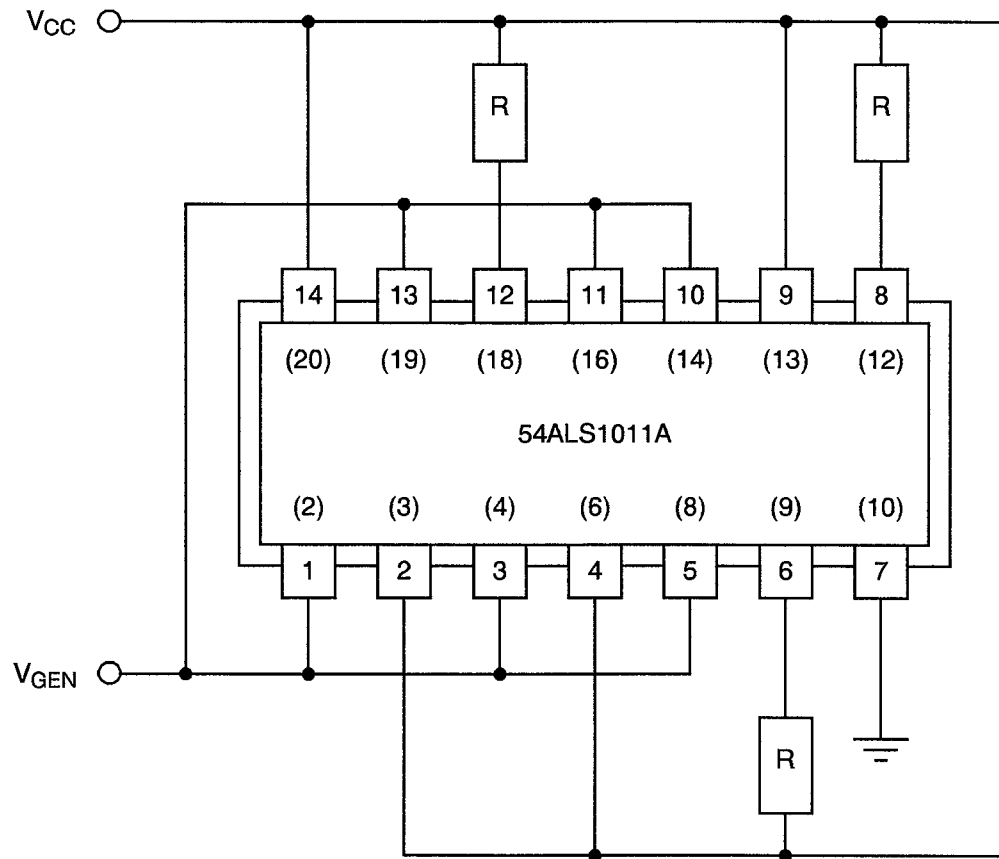 VCC
R R
14 13 12 11 10 9 8
(20) (19) (18) (16) (14) (13) (12)
54ALS1011A
(2) (3) (4) (6) (8) (9) (10)
1 2 3 4 5 6 7
VGEN
R